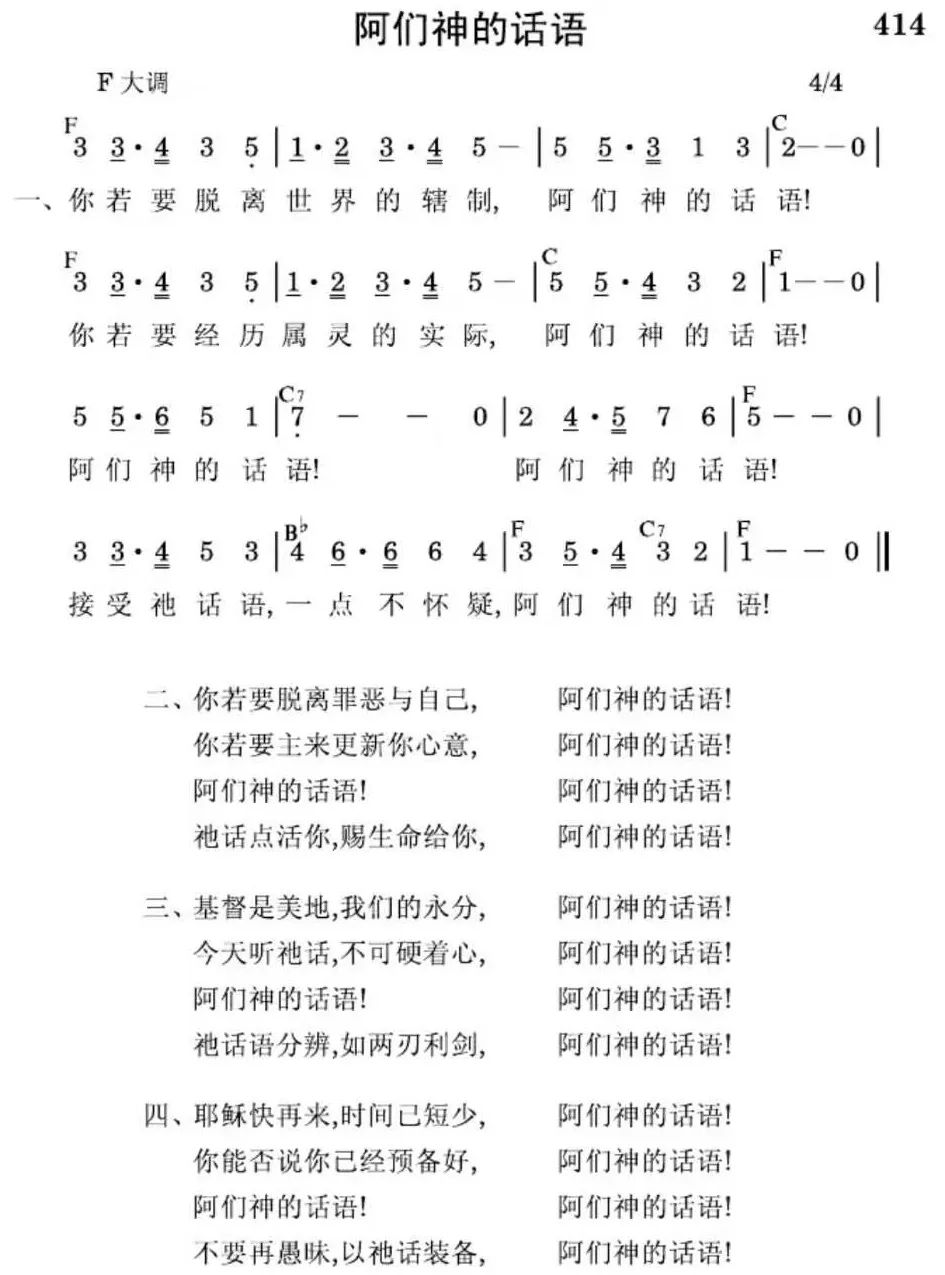 阿们神的话语
414
F 大调 4/4
F C
3 3· 4 3 5 | 1· 2 3· 4 5 – | 5 5· 3 1 3 | 2 – – 0 |
一、你若要脱离世界的辖制, 阿们神的话语!
F C F
3 3· 4 3 5 | 1· 2 3· 4 5 – | 5 5· 4 3 2 | 1 – – 0 |
你若要经历属灵的实际, 阿们神的话语!
C7 F
5 5· 6 5 1 | 7 – – 0 | 2 4· 5 7 6 | 5 – – 0 |
阿们神的话语! 阿们神的话语!
B♭ F C7 F
3 3· 4 5 3 | 4 6· 6 6 4 | 3 5· 4 3 2 | 1 – – 0 ‖
接受祂话语,一点不怀疑,阿们神的话语!
二、你若要脱离罪恶与自己, 阿们神的话语!
你若要主来更新你心意, 阿们神的话语!
阿们神的话语! 阿们神的话语!
祂话点活你,赐生命给你, 阿们神的话语!
三、基督是美地,我们的永分, 阿们神的话语!
今天听祂话,不可硬着心, 阿们神的话语!
阿们神的话语! 阿们神的话语!
祂话语分辨,如两刃利剑, 阿们神的话语!
四、耶稣快再来,时间已短少, 阿们神的话语!
你能否说你已经预备好, 阿们神的话语!
阿们神的话语! 阿们神的话语!
不要再愚昧,以祂话装备, 阿们神的话语!